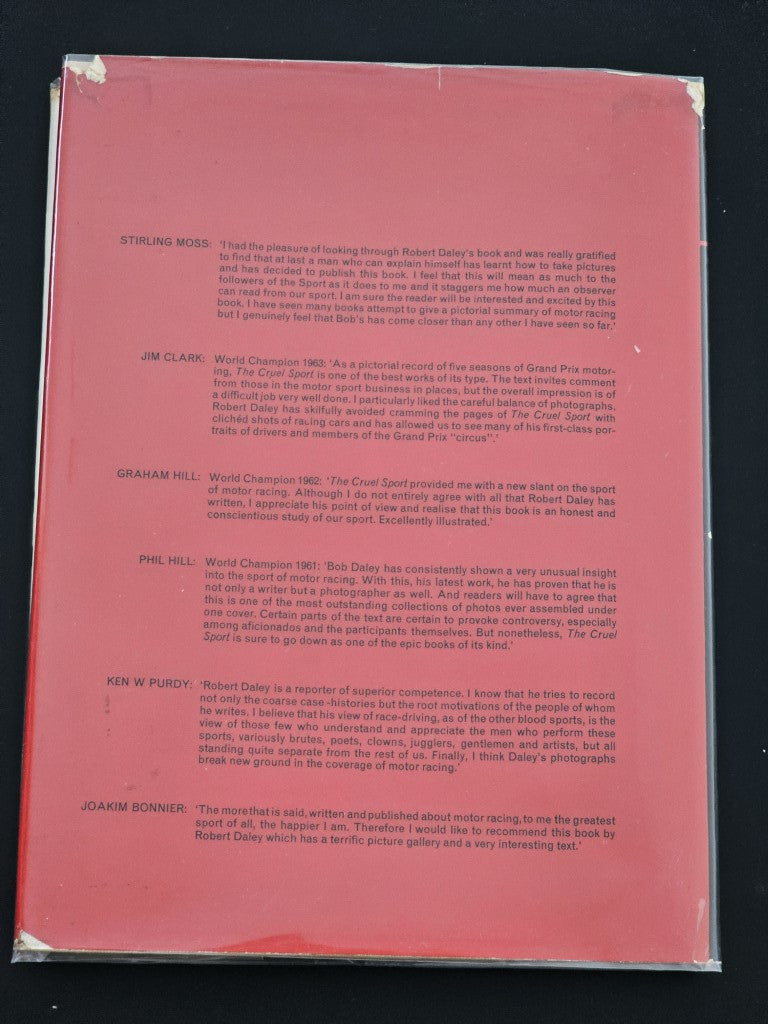 STIRLING MOSS: 'I had the pleasure of looking through Robert Daley's book and was really gratified
to find that at last a man who can explain himself has learnt how to take pictures
and has decided to publish this book. I feel that this will mean as much to the
followers of the Sport as it does to me and it staggers me how much an observer
can read from our sport. I am sure the reader will be interested and excited by this
book. I have seen many books attempt to give a pictorial summary of motor racing
but I genuinely feel that Bob's has come closer than any other I have seen so far.'
JIM CLARK: World Champion 1963: 'As a pictorial record of five seasons of Grand Prix motor-
ing, The Cruel Sport is one of the best works of its type. The text invites comment
from those in the motor sport business in places, but the overall impression is of
a difficult job very well done. I particularly liked the careful balance of photographs.
Robert Daley has skilfully avoided cramming the pages of The Cruel Sport with
clichéd shots of racing cars and has allowed us to see many of his first-class por-
traits of drivers and members of the Grand Prix "circus".'
GRAHAM HILL: World Champion 1962: 'The Cruel Sport provided me with a new slant on the sport
of motor racing. Although I do not entirely agree with all that Robert Daley has
written, I appreciate his point of view and realise that this book is an honest and
conscientious study of our sport. Excellently illustrated.'
PHIL HILL: World Champion 1961: 'Bob Daley has consistently shown a very unusual insight
into the sport of motor racing. With this, his latest work, he has proven that he is
not only a writer but a photographer as well. And readers will have to agree that
this is one of the most outstanding collections of photos ever assembled under
one cover. Certain parts of the text are certain to provoke controversy, especially
among aficionados and the participants themselves. But nonetheless, The Cruel
Sport is sure to go down as one of the epic books of its kind.'
KEN W PURDY: 'Robert Daley is a reporter of superior competence. I know that he tries to record
not only the coarse case-histories but the root motivations of the people of whom
he writes. I believe that his view of race-driving, as of the other blood sports, is the
view of those few who understand and appreciate the men who perform these
sports, variously brutes, poets, clowns, jugglers, gentlemen and artists, but all
standing quite separate from the rest of us. Finally, I think Daley's photographs
break new ground in the coverage of motor racing.'
JOAKIM BONNIER: 'The more that is said, written and published about motor racing, to me the greatest
sport of all, the happier I am. Therefore I would like to recommend this book by
Robert Daley which has a terrific picture gallery and a very interesting text.'